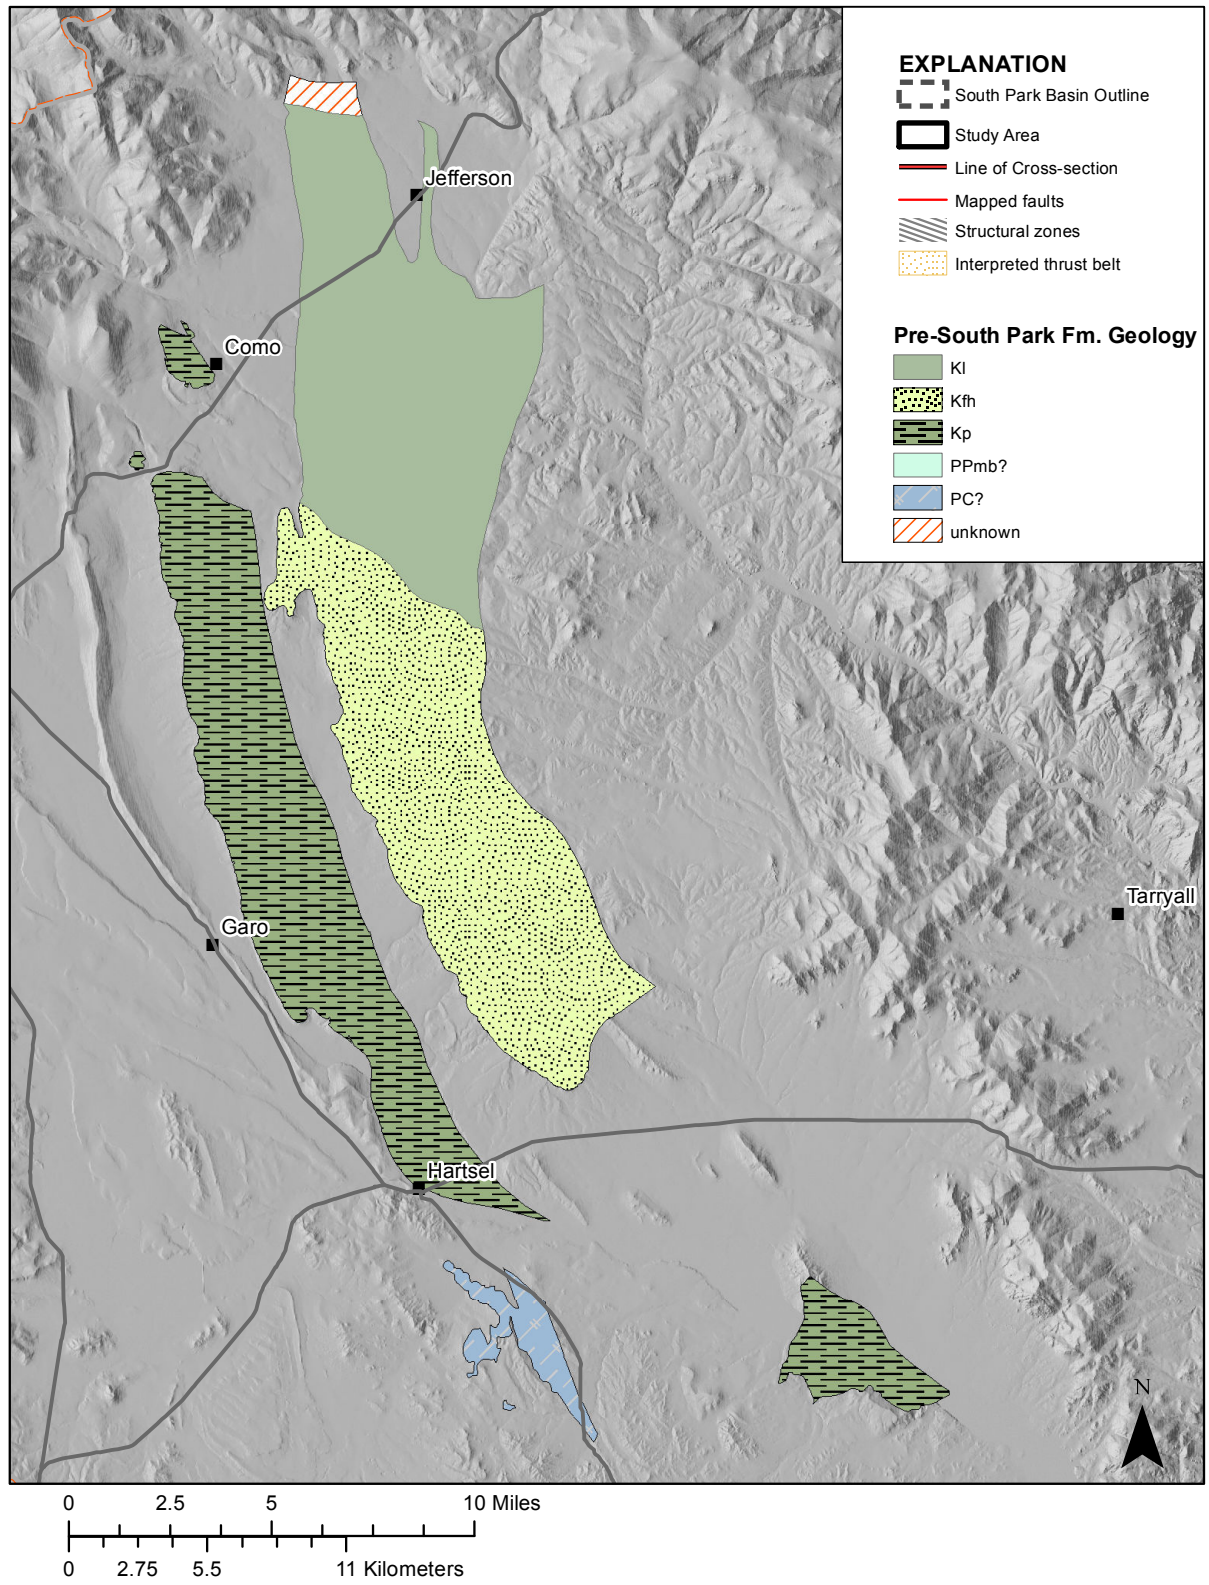 EXPLANATION
South Park Basin Outline
Study Area
Line of Cross-section
Mapped faults
Structural zones
Interpreted thrust belt
Pre-South Park Fm. Geology
Kl
Kfh
Kp
PPmb?
PC?
unknown
Jefferson
Como
Garo
Tarryall
Hartsel
N
0 2.5 5 10 Miles
0 2.75 5.5 11 Kilometers